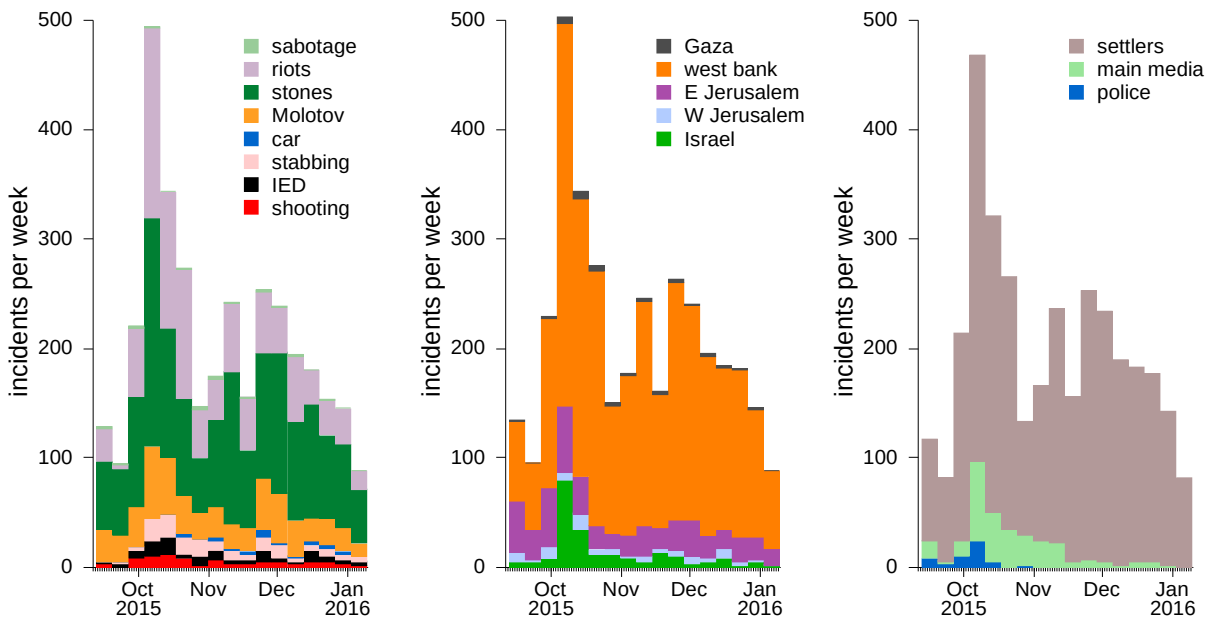 500
400
300
200
100
0
incidents per week
sabotage
riots
stones
Molotov
car
stabbing
IED
shooting
Oct
2015
Nov
Dec
Jan
2016
500
400
300
200
100
0
incidents per week
Gaza
west bank
E Jerusalem
W Jerusalem
Israel
Oct
2015
Nov
Dec
Jan
2016
500
400
300
200
100
0
incidents per week
settlers
main media
police
Oct
2015
Nov
Dec
Jan
2016